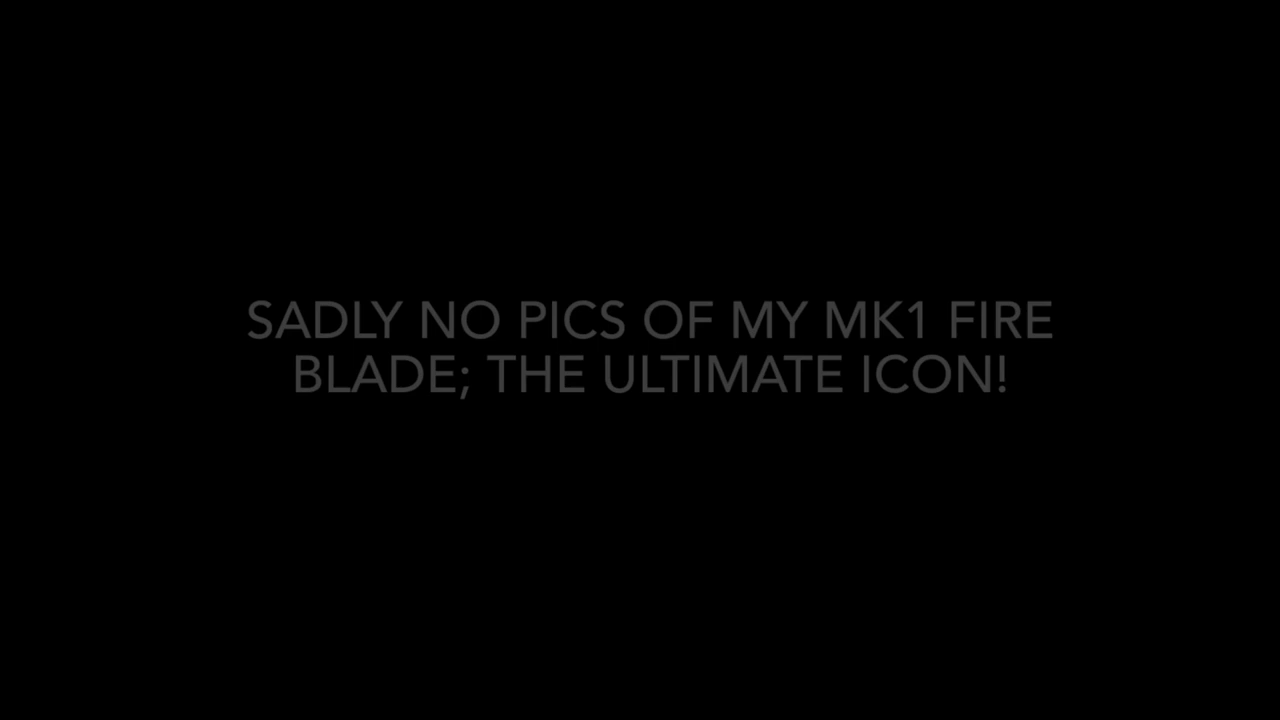 SADLY NO PICS OF MY MK1 FIRE
BLADE; THE ULTIMATE ICON!